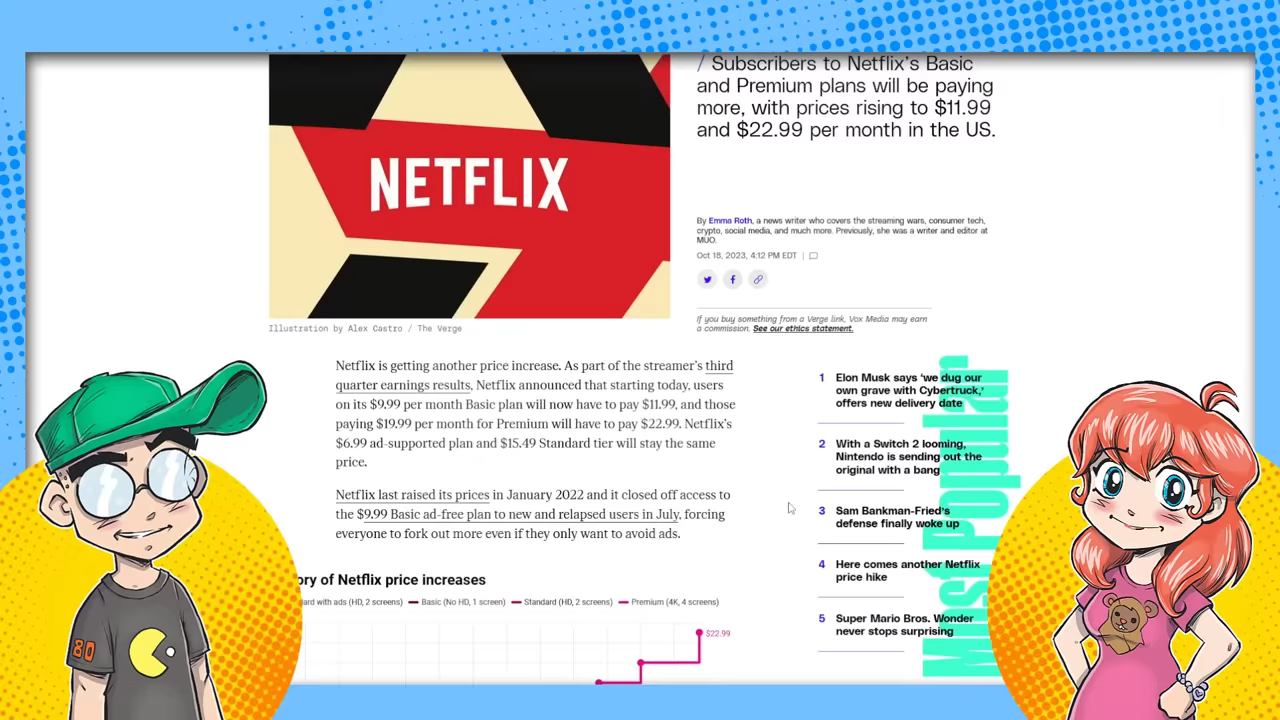 NETFLIX
/ Subscribers to Netflix's Basic
and Premium plans will be paying
more, with prices rising to $11.99
and $22.99 per month in the US.
By Emma Roth, a news writer who covers the streaming wars, consumer tech,
crypto, social media, and much more. Previously, she was a writer and editor at
MUO.
Oct 18, 2023, 4:12 PM EDT |
If you buy something from a Verge link, Vox Media may earn
a commission. See our ethics statement.
Illustration by Alex Castro / The Verge
Netflix is getting another price increase. As part of the streamer's third
quarter earnings results, Netflix announced that starting today, users
on its $9.99 per month Basic plan will now have to pay $11.99, and those
paying $19.99 per month for Premium will have to pay $22.99. Netflix's
$6.99 ad-supported plan and $15.49 Standard tier will stay the same
price.
Netflix last raised its prices in January 2022 and it closed off access to
the $9.99 Basic ad-free plan to new and relapsed users in July, forcing
everyone to fork out more even if they only want to avoid ads.
ory of Netflix price increases
ard with ads (HD, 2 screens) Basic (No HD, 1 screen) Standard (HD, 2 screens) Premium (4K, 4 screens)
$22.99
Most Popular
1 Elon Musk says 'we dug our
own grave with Cybertruck,'
offers new delivery date
2 With a Switch 2 looming,
Nintendo is sending out the
original with a bang
3 Sam Bankman-Fried's
defense finally woke up
4 Here comes another Netflix
price hike
5 Super Mario Bros. Wonder
never stops surprising
80